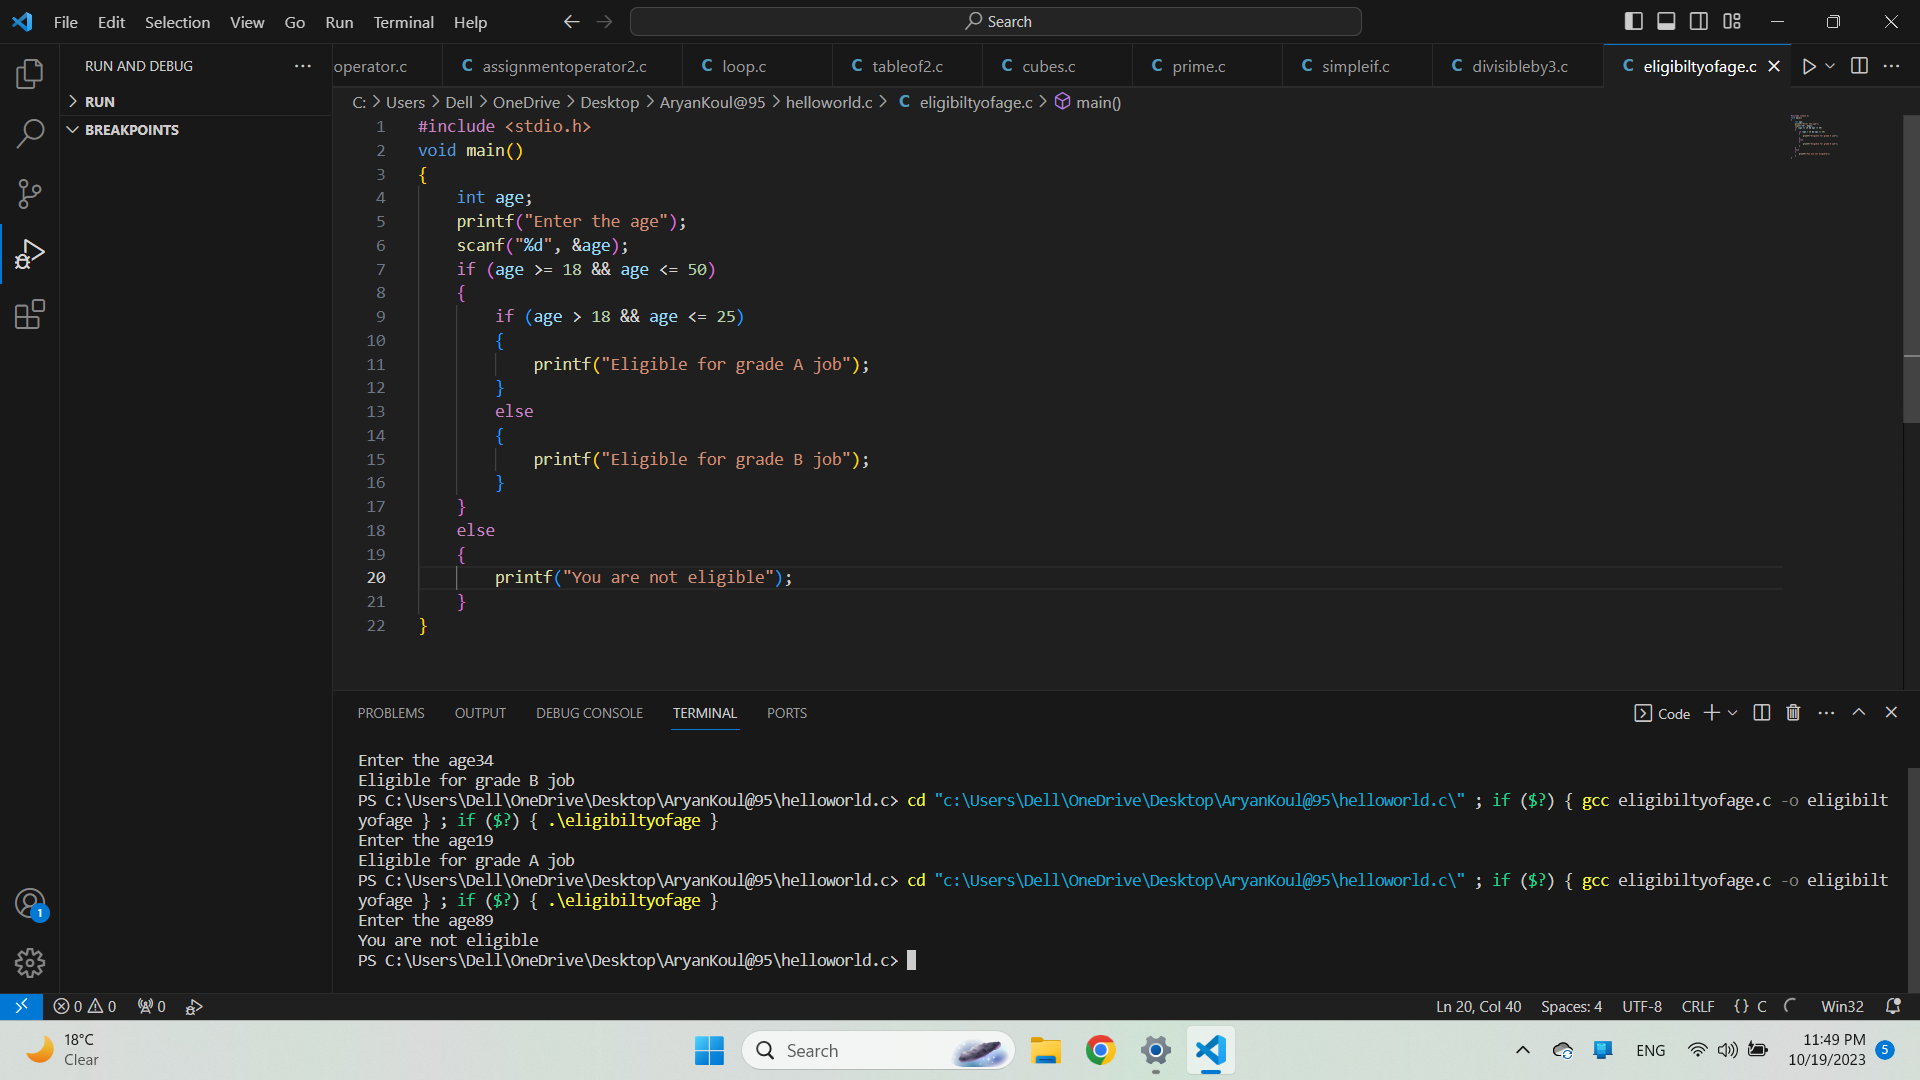 File Edit Selection View Go Run Terminal Help Search
RUN AND DEBUG ...
RUN
BREAKPOINTS
operator.c C assignmentoperator2.c C loop.c C tableof2.c C cubes.c C prime.c C simpleif.c C divisibleby3.c C eligibiltyofage.c
C: > Users > Dell > OneDrive > Desktop > AryanKoul@95 > helloworld.c > C eligibiltyofage.c > main()
1 #include <stdio.h>
2 void main()
3 {
4 int age;
5 printf("Enter the age");
6 scanf("%d", &age);
7 if (age >= 18 && age <= 50)
8 {
9 if (age > 18 && age <= 25)
10 {
11 printf("Eligible for grade A job");
12 }
13 else
14 {
15 printf("Eligible for grade B job");
16 }
17 }
18 else
19 {
20 printf("You are not eligible");
21 }
22 }
PROBLEMS OUTPUT DEBUG CONSOLE TERMINAL PORTS Code
Enter the age34
Eligible for grade B job
PS C:\Users\Dell\OneDrive\Desktop\AryanKoul@95\helloworld.c> cd "c:\Users\Dell\OneDrive\Desktop\AryanKoul@95\helloworld.c\" ; if ($?) { gcc eligibiltyofage.c -o eligibilt
yofage } ; if ($?) { .\eligibiltyofage }
Enter the age19
Eligible for grade A job
PS C:\Users\Dell\OneDrive\Desktop\AryanKoul@95\helloworld.c> cd "c:\Users\Dell\OneDrive\Desktop\AryanKoul@95\helloworld.c\" ; if ($?) { gcc eligibiltyofage.c -o eligibilt
yofage } ; if ($?) { .\eligibiltyofage }
Enter the age89
You are not eligible
PS C:\Users\Dell\OneDrive\Desktop\AryanKoul@95\helloworld.c>
1
0 0 0 Ln 20, Col 40 Spaces: 4 UTF-8 CRLF {} C Win32
18°C
Clear
Search
ENG
11:49 PM
10/19/2023
5